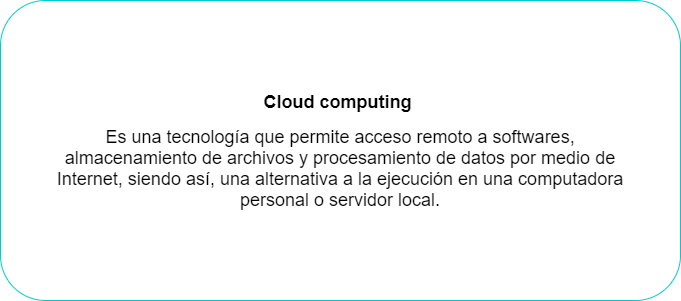 Cloud computing
Es una tecnología que permite acceso remoto a softwares,
almacenamiento de archivos y procesamiento de datos por medio de
Internet, siendo así, una alternativa a la ejecución en una computadora
personal o servidor local.